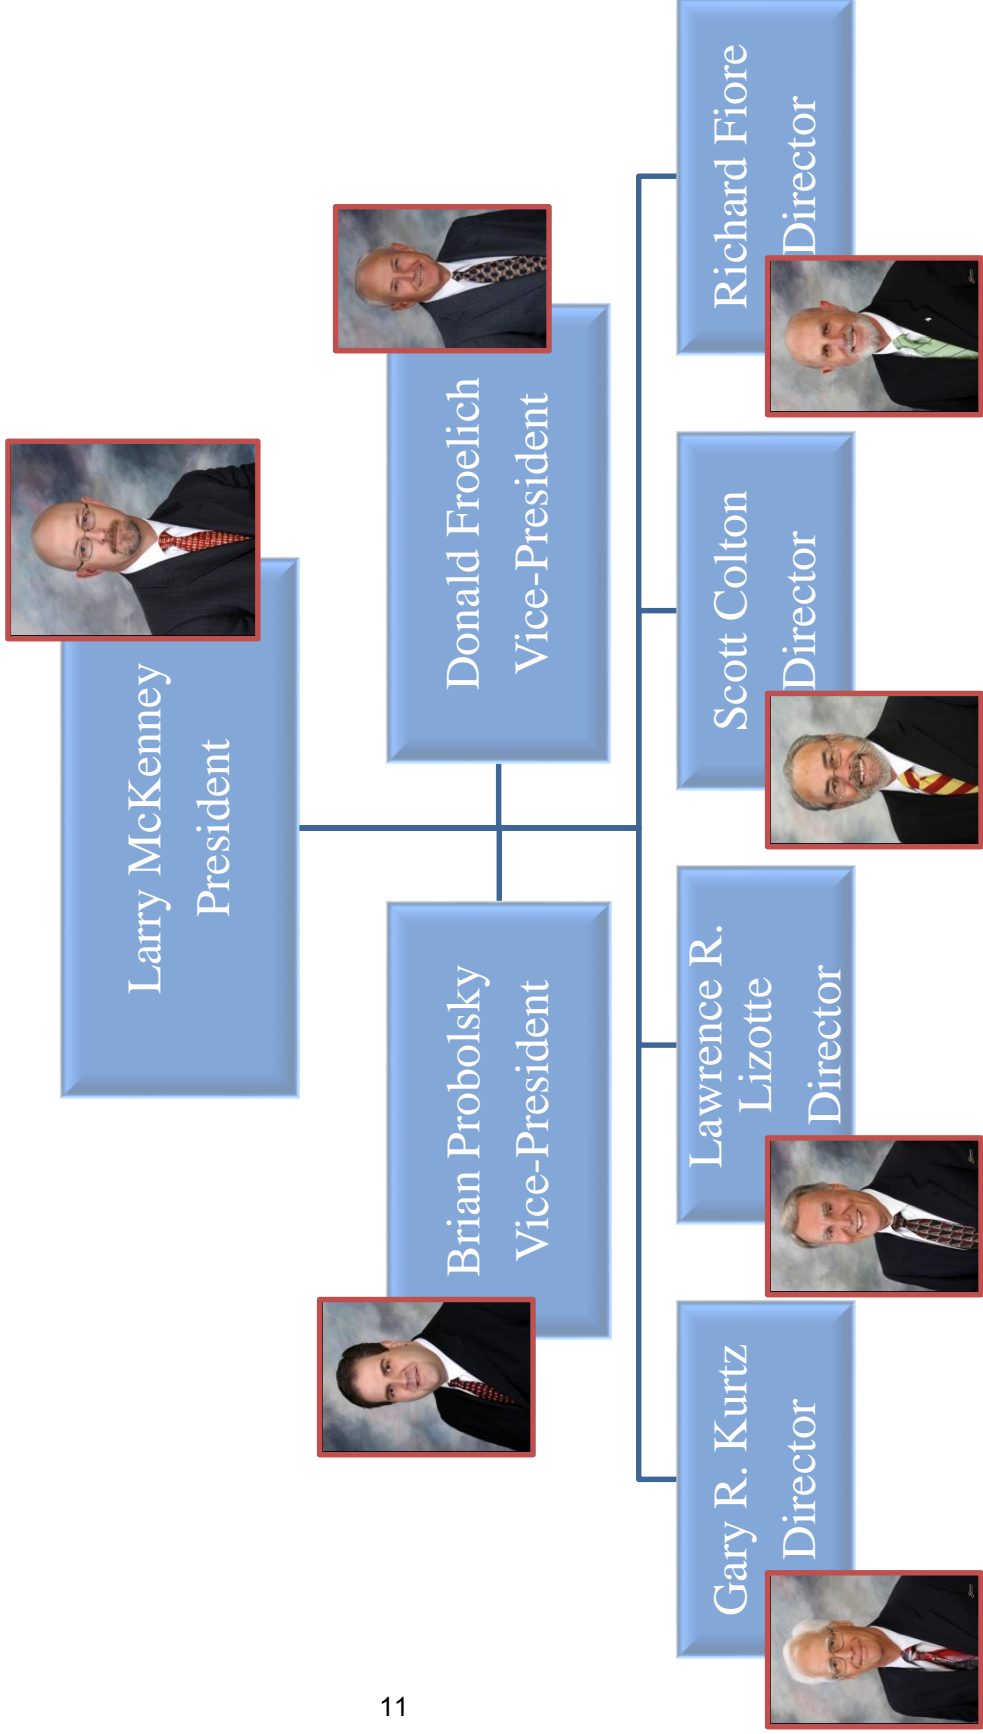 Larry McKenney
President
Brian Probolsky
Vice-President
Donald Froelich
Vice-President
Gary R. Kurtz
Director
Lawrence R.
Lizotte
Director
Scott Colton
Director
Richard Fiore
Director
11